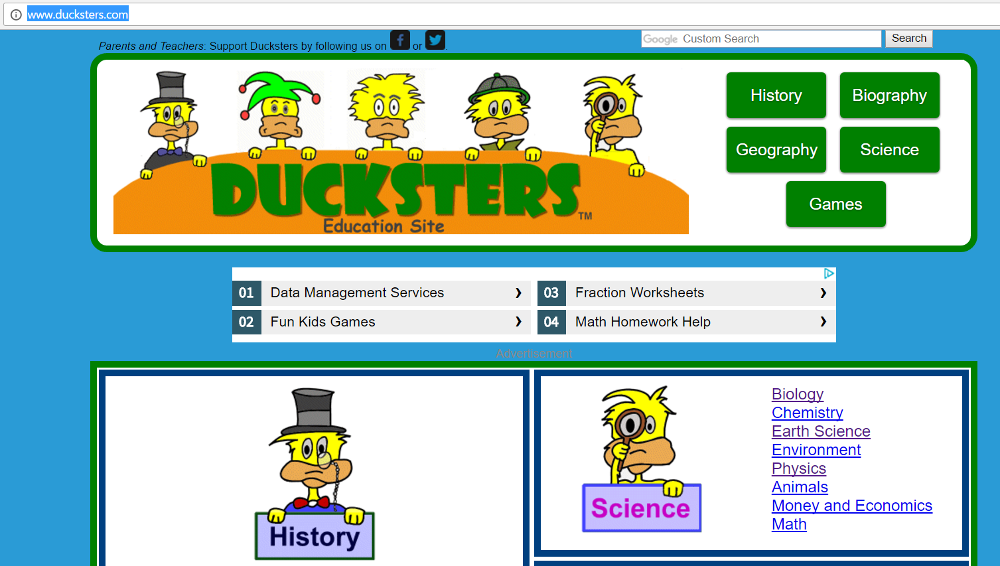 www.ducksters.com
Parents and Teachers: Support Ducksters by following us on f or .
Google Custom Search Search
History Biography
Geography Science
Games
DUCKSTERS TM
Education Site
01 Data Management Services ❯ 03 Fraction Worksheets ❯
02 Fun Kids Games ❯ 04 Math Homework Help ❯
Advertisement
History
Science
Biology
Chemistry
Earth Science
Environment
Physics
Animals
Money and Economics
Math